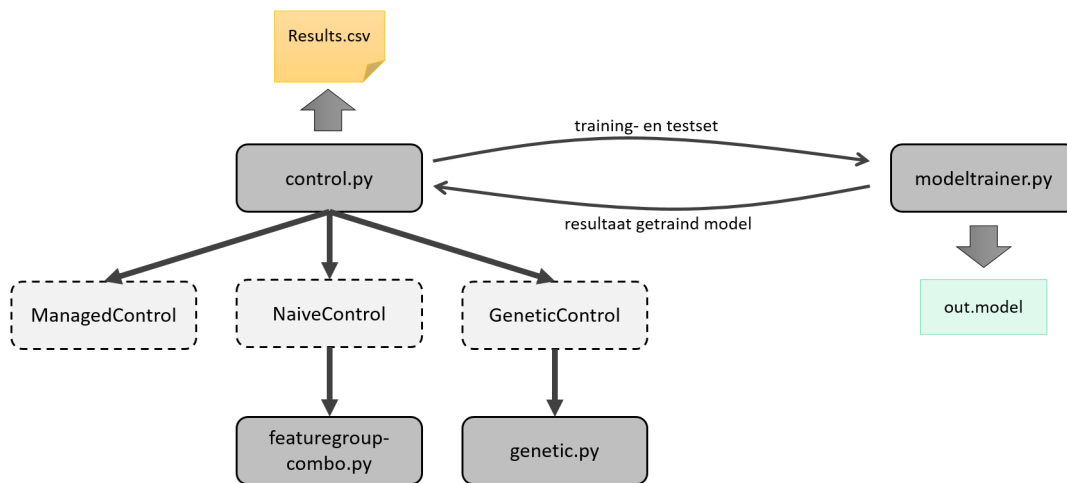 Results.csv
training- en testset
control.py
modeltrainer.py
resultaat getraind model
ManagedControl
NaiveControl
GeneticControl
out.model
featuregroup-
combo.py
genetic.py